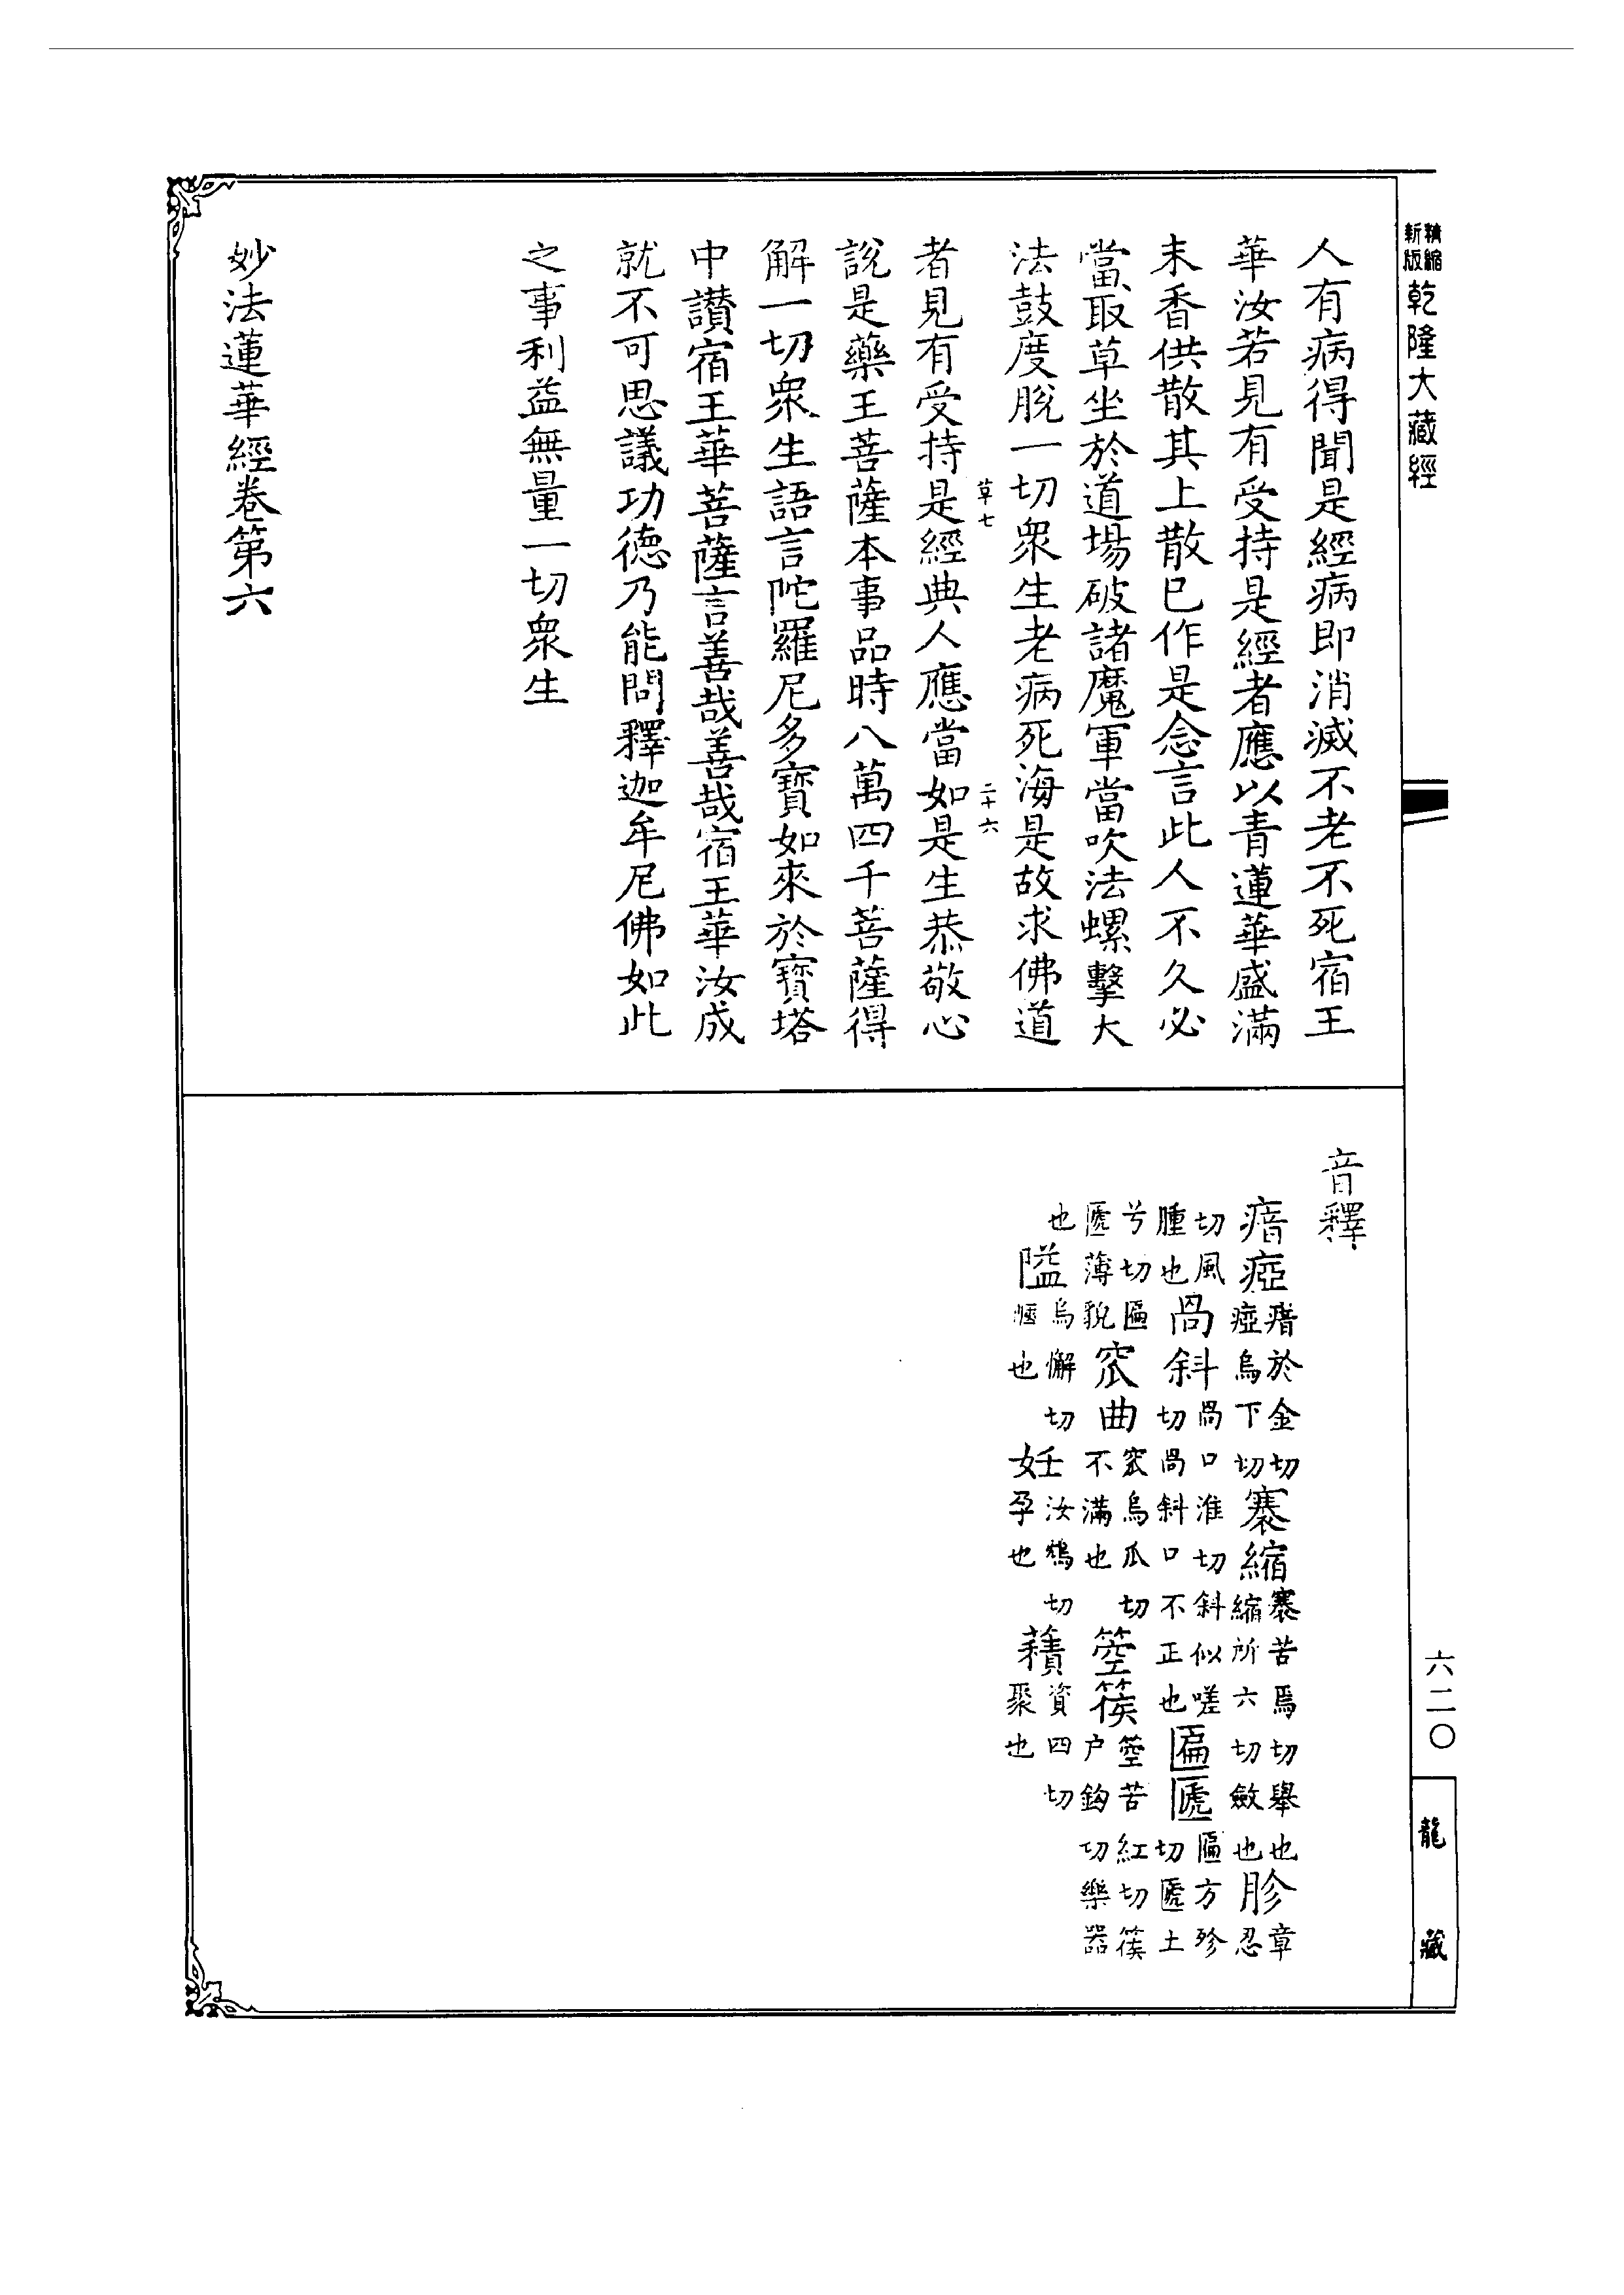 精縮新版乾隆大藏經
人有病得聞是經病即消滅不老不死宿王
華汝若見有受持是經者應以青蓮華盛滿
末香供散其上散已作是念言此人不久必
當取草坐於道場破諸魔軍當吹法螺擊大
法鼓度脫一切衆生老病死海是故求佛道
草七
二十六
者見有受持是經典人應當如是生恭敬心
說是藥王菩薩本事品時八萬四千菩薩得
解一切衆生語言陀羅尼多寶如來於寶塔
中讚宿王華菩薩言善哉善哉宿王華汝成
就不可思議功德乃能問釋迦牟尼佛如此
之事利益無量一切衆生
妙法蓮華經卷第六
音釋
瘖瘂瘖於金切瘂烏下切褰縮褰苦焉切舉也縮所六切斂也胗章忍
切風腫也咼斜咼口淮切斜似嗟切咼斜口不正也匾㔸匾方殄切㔸土
兮切匾㔸薄貌窊曲窊烏瓜切不滿也箜篌箜苦紅切篌户鈎切樂器
也隘烏懈切㥿也妊汝鴆切孕也積資四切聚也
六二〇
龍藏